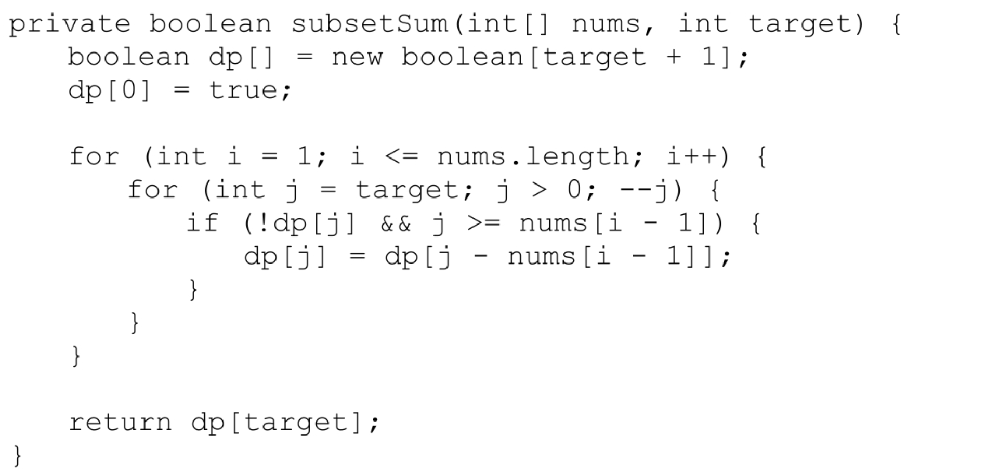 private boolean subsetSum(int[] nums, int target) {
    boolean dp[] = new boolean[target + 1];
    dp[0] = true;

    for (int i = 1; i <= nums.length; i++) {
        for (int j = target; j > 0; --j) {
            if (!dp[j] && j >= nums[i - 1]) {
                dp[j] = dp[j - nums[i - 1]];
            }
        }
    }

    return dp[target];
}